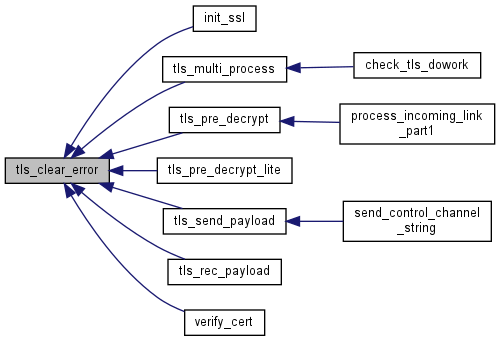 init_ssl
tls_multi_process
check_tls_dowork
tls_pre_decrypt
process_incoming_link
_part1
tls_clear_error
tls_pre_decrypt_lite
tls_send_payload
send_control_channel
_string
tls_rec_payload
verify_cert